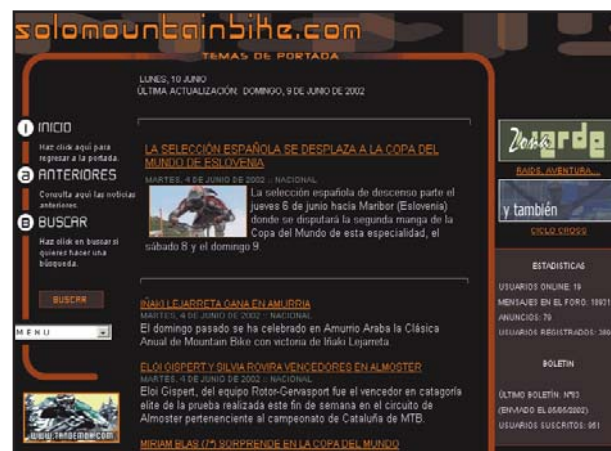 solomountainbike.com
TEMAS DE PORTADA
LUNES, 10 JUNIO
ÚLTIMA ACTUALIZACIÓN: DOMINGO, 9 DE JUNIO DE 2002
1 INICIO
Haz click aquí para
regresar a la portada.
2 ANTERIORES
Consulta aquí las noticias
anteriores.
3 BUSCAR
Haz click en buscar si
quieres hacer una
búsqueda.
BUSCAR
MENU
WWW.TANDEMDH.COM
LA SELECCIÓN ESPAÑOLA SE DESPLAZA A LA COPA DEL
MUNDO DE ESLOVENIA
MARTES, 4 DE JUNIO DE 2002 :: NACIONAL
La selección española de descenso parte el
jueves 6 de junio hacia Maribor (Eslovenia)
donde se disputará la segunda manga de la
Copa del Mundo de esta especialidad, el
sábado 8 y el domingo 9.
IÑAKI LEJARRETA GANA EN AMURRIA
MARTES, 4 DE JUNIO DE 2002 :: NACIONAL
El domingo pasado se ha celebrado en Amurrio Araba la Clásica
Anual de Mountain Bike con victoria de Iñaki Lejarreta.
ELOI GISPERT Y SILVIA ROVIRA VENCEDORES EN ALMOSTER
MARTES, 4 DE JUNIO DE 2002 :: NACIONAL
Eloi Gispert, del equipo Rotor-Gervasport fue el vencedor en catagoría
elite de la prueba realizada este fin de semana en el circuito de
Almoster perteneciente al campeonato de Cataluña de MTB.
MIRIAM BLAS (7ª) SORPRENDE EN LA COPA DEL MUNDO
Zona verde
RAIDS, AVENTURA,...
y también
CICLO CROSS
ESTADISTICAS
USUARIOS ONLINE: 19
MENSAJES EN EL FORO: 18931
ANUNCIOS: 79
USUARIOS REGISTRADOS:
BOLETIN
ÚLTIMO BOLETÍN: Nº93
(ENVIADO EL 05/06/2002)
USUARIOS SUSCRITOS: 951